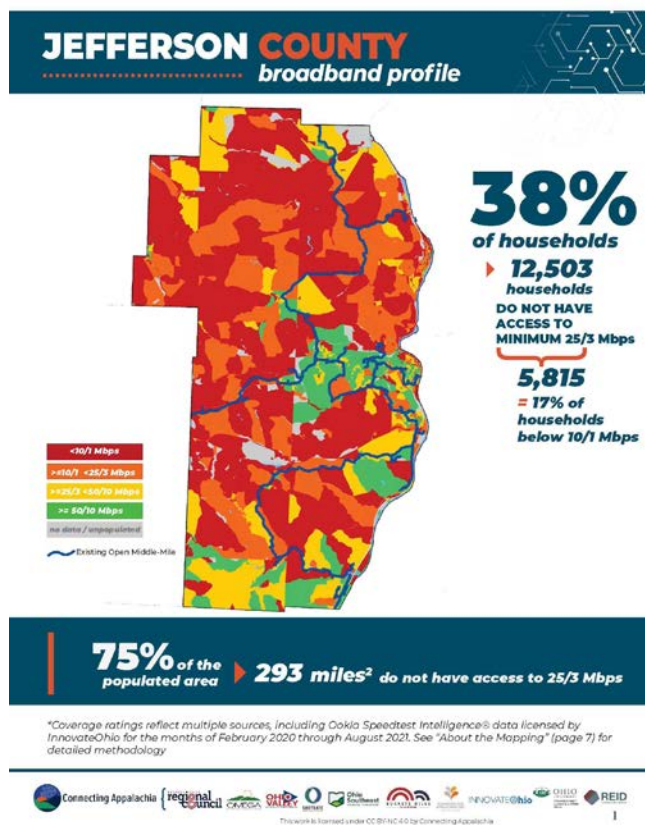 JEFFERSON COUNTY
broadband profile
38%
of households
12,503
households
DO NOT HAVE
ACCESS TO
MINIMUM 25/3 Mbps
5,815
= 17% of
households
below 10/1 Mbps
<10/1 Mbps
>=10/1 <25/3 Mbps
>=25/3 <50/10 Mbps
>= 50/10 Mbps
no data / unpopulated
Existing Open Middle-Mile
75% of the
populated area
293 miles² do not have access to 25/3 Mbps
*Coverage ratings reflect multiple sources, including Ookla Speedtest Intelligence® data licensed by
InnovateOhio for the months of February 2020 through August 2021. See "About the Mapping" (page 7) for
detailed methodology
Connecting Appalachia
regional
council
OMEGA
OHIO
VALLEY
Ohio
Southeast
BUCKEYE HILLS
INNOVATEOhio
OHIO
REID
This work is licensed under CC BY-NC 4.0 by Connecting Appalachia
1